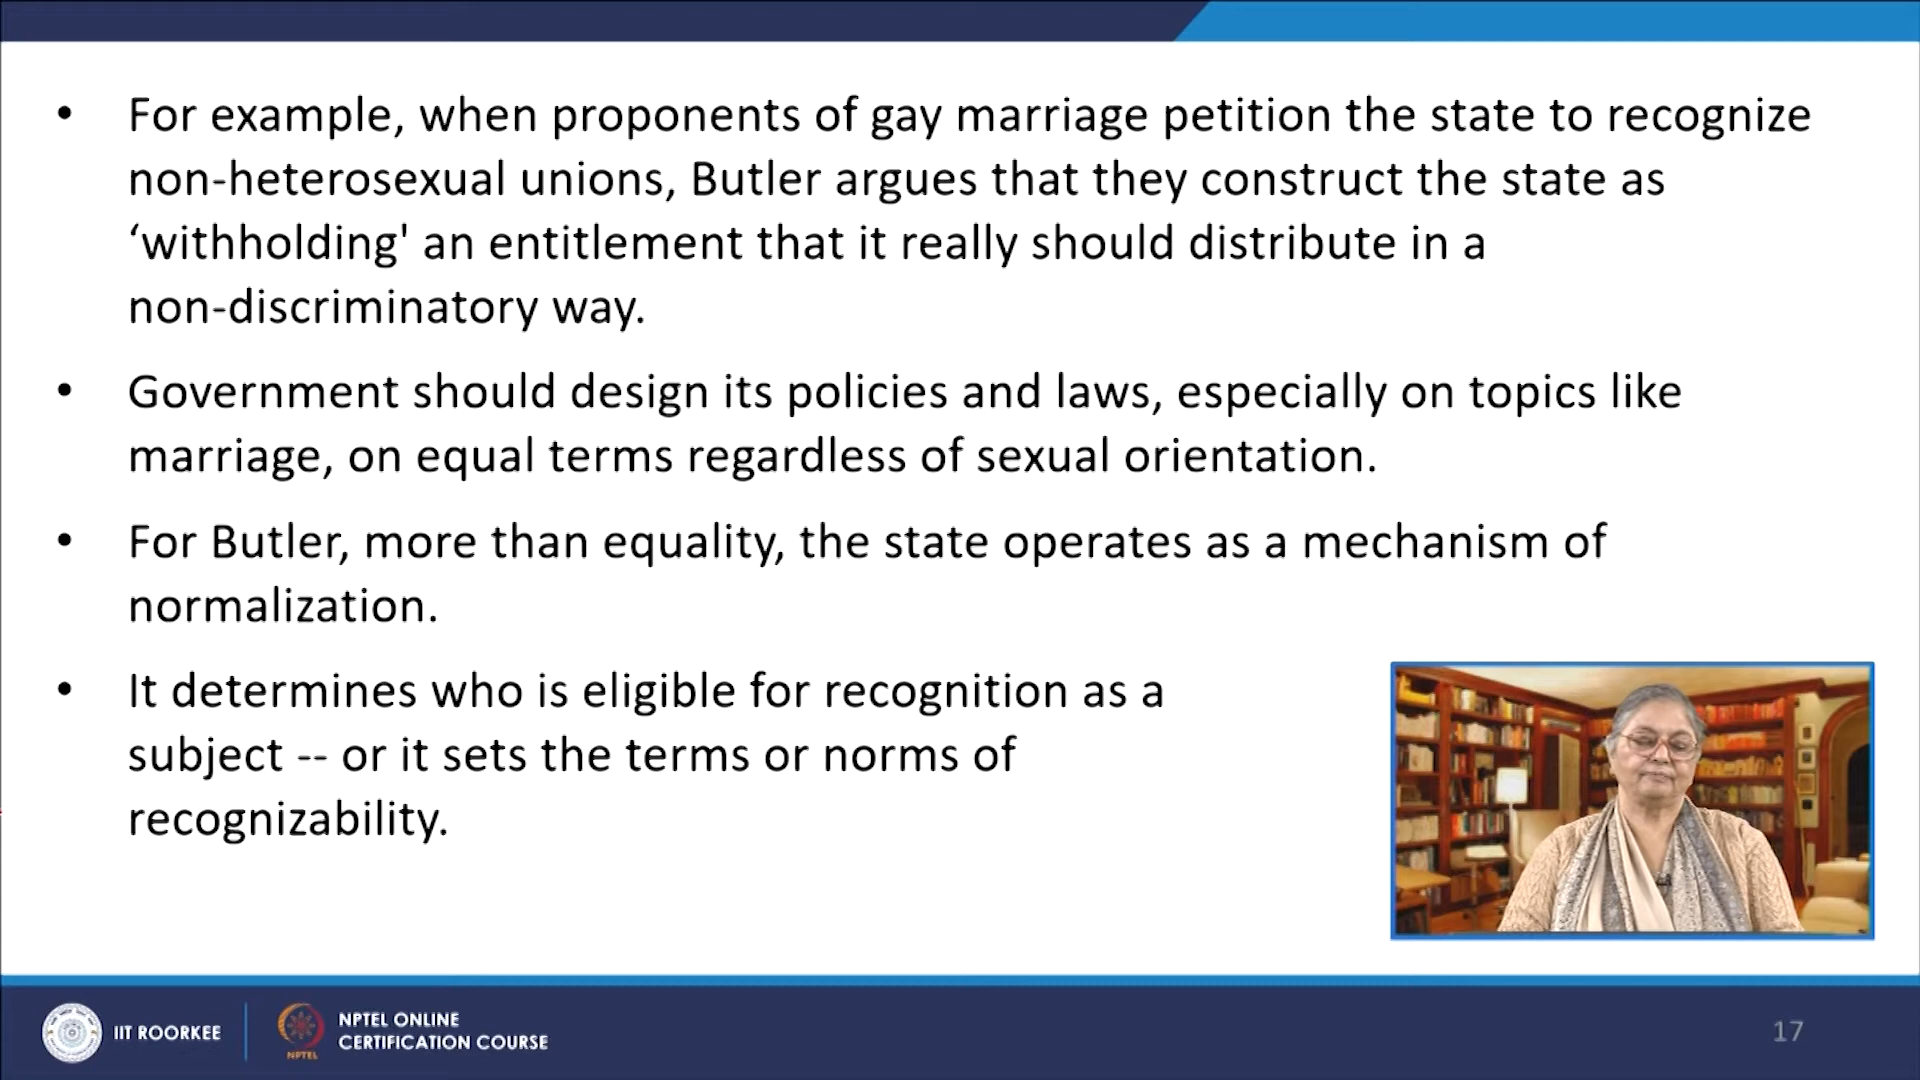 • For example, when proponents of gay marriage petition the state to recognize
non-heterosexual unions, Butler argues that they construct the state as
‘withholding' an entitlement that it really should distribute in a
non-discriminatory way.
• Government should design its policies and laws, especially on topics like
marriage, on equal terms regardless of sexual orientation.
• For Butler, more than equality, the state operates as a mechanism of
normalization.
• It determines who is eligible for recognition as a
subject -- or it sets the terms or norms of
recognizability.
IIT ROORKEE
NPTEL
NPTEL ONLINE
CERTIFICATION COURSE
17